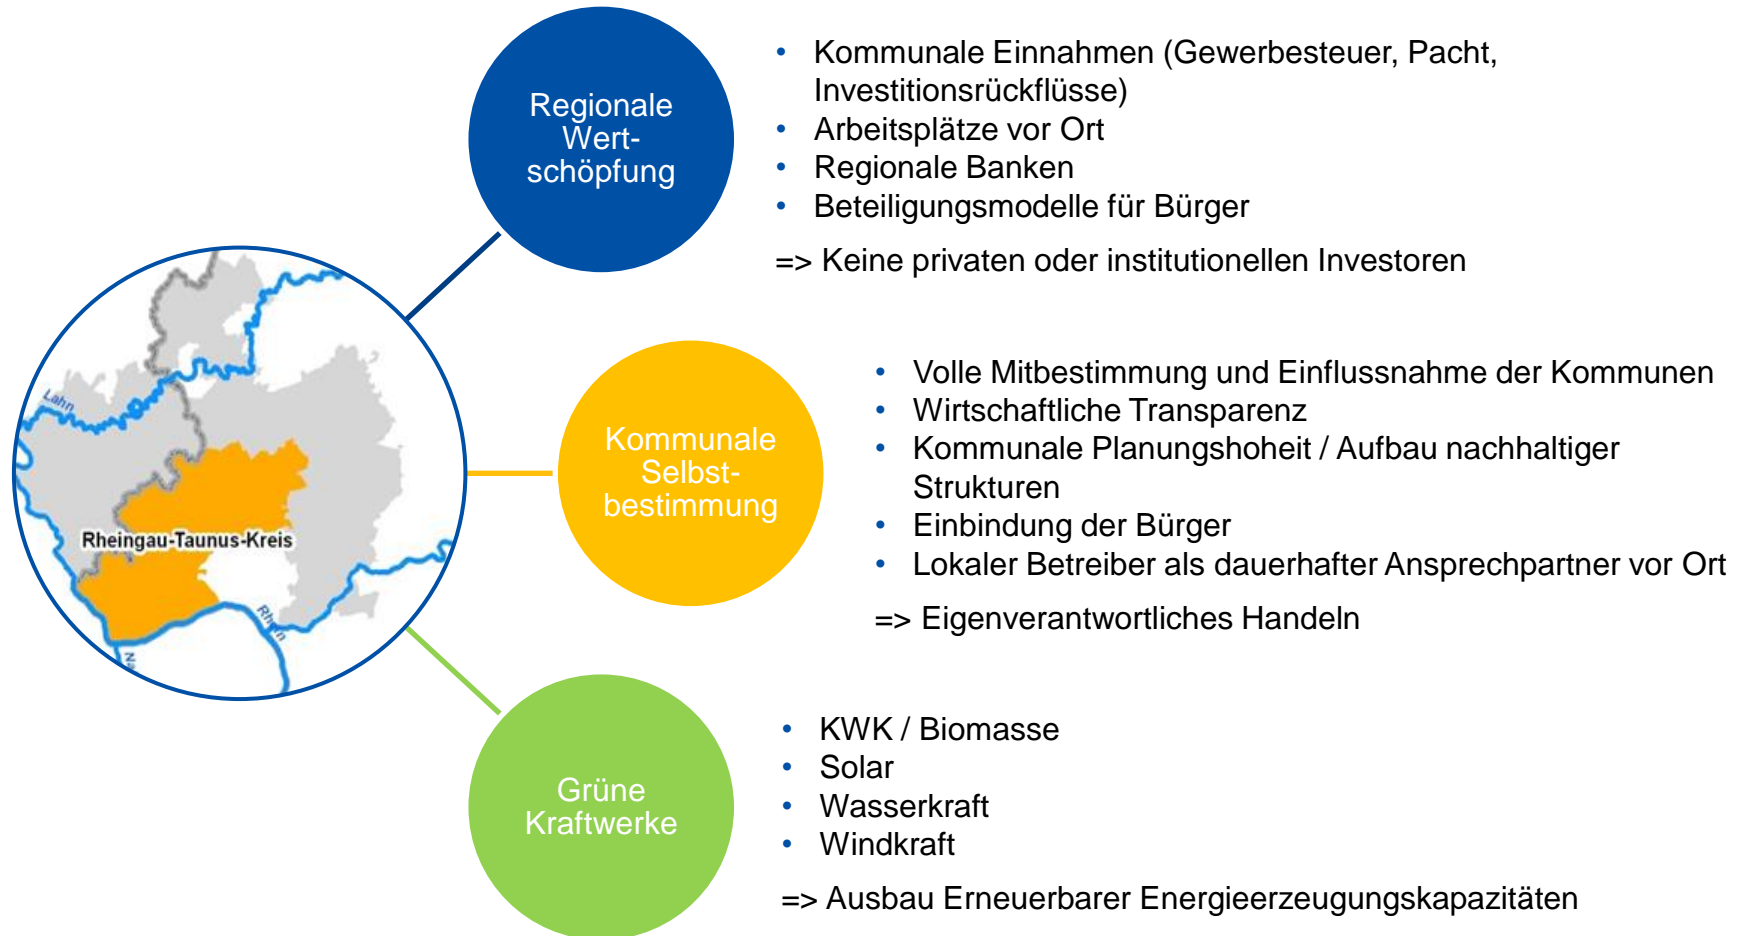 Regionale
Wert-
schöpfung
• Kommunale Einnahmen (Gewerbesteuer, Pacht,
Investitionsrückflüsse)
• Arbeitsplätze vor Ort
• Regionale Banken
• Beteiligungsmodelle für Bürger
=> Keine privaten oder institutionellen Investoren
Lahn
Rheingau-Taunus-Kreis
Rhein
Kommunale
Selbst-
bestimmung
• Volle Mitbestimmung und Einflussnahme der Kommunen
• Wirtschaftliche Transparenz
• Kommunale Planungshoheit / Aufbau nachhaltiger
Strukturen
• Einbindung der Bürger
• Lokaler Betreiber als dauerhafter Ansprechpartner vor Ort
=> Eigenverantwortliches Handeln
Grüne
Kraftwerke
• KWK / Biomasse
• Solar
• Wasserkraft
• Windkraft
=> Ausbau Erneuerbarer Energieerzeugungskapazitäten